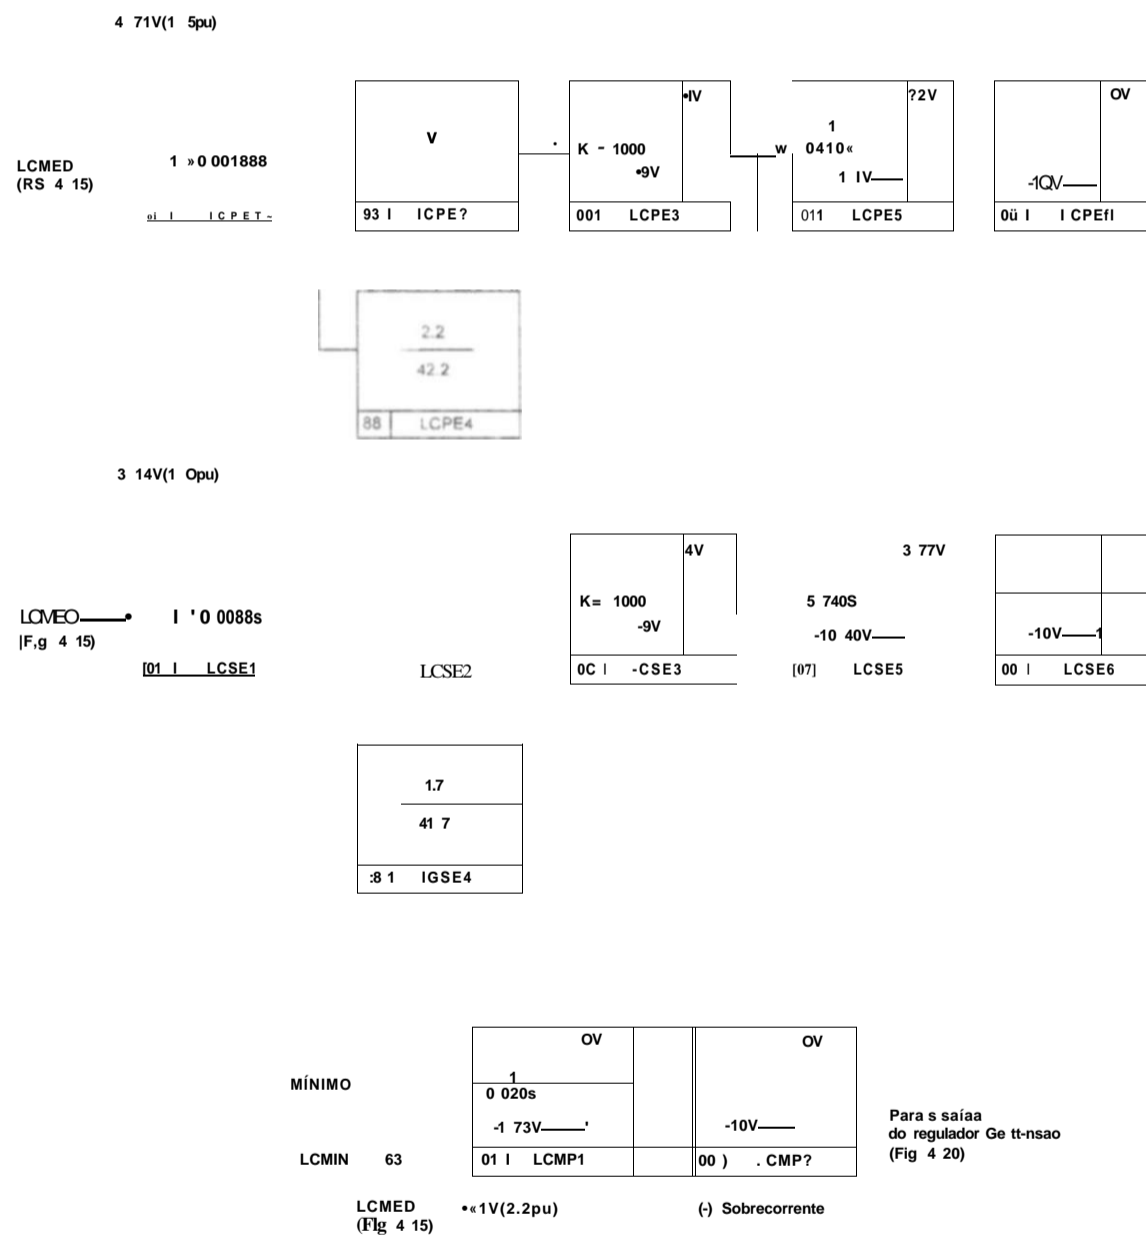 4 71V(1 5pu)
•IV
?2V
OV
V
K - 1000
•9V
1
w 0410«
1 IV
-1QV
LCMED
(RS 4 15)
1 »0 001888
oi I ICPET-
93 I ICPE?
001 LCPE3
011 LCPE5
0ü I I CPEfl
2.2
42.2
88 LCPE4
3 14V(1 Opu)
4V
3 77V
K= 1000
-9V
5 740S
-10 40V
-10V 1
LOMEO •
|F,g 4 15)
I '0 0088s
[01 I LCSE1
LCSE2
0C I -CSE3
[07] LCSE5
00 I LCSE6
1.7
41 7
:8 1 IGSE4
OV
OV
MÍNIMO
1
0 020s
-1 73V '
-10V
Para s saíaa
do regulador Ge tt-nsao
(Fig 4 20)
LCMIN 63
01 I LCMP1
00 ) . CMP?
LCMED
(Flg 4 15)
•«1V(2.2pu)
(-) Sobrecorrente